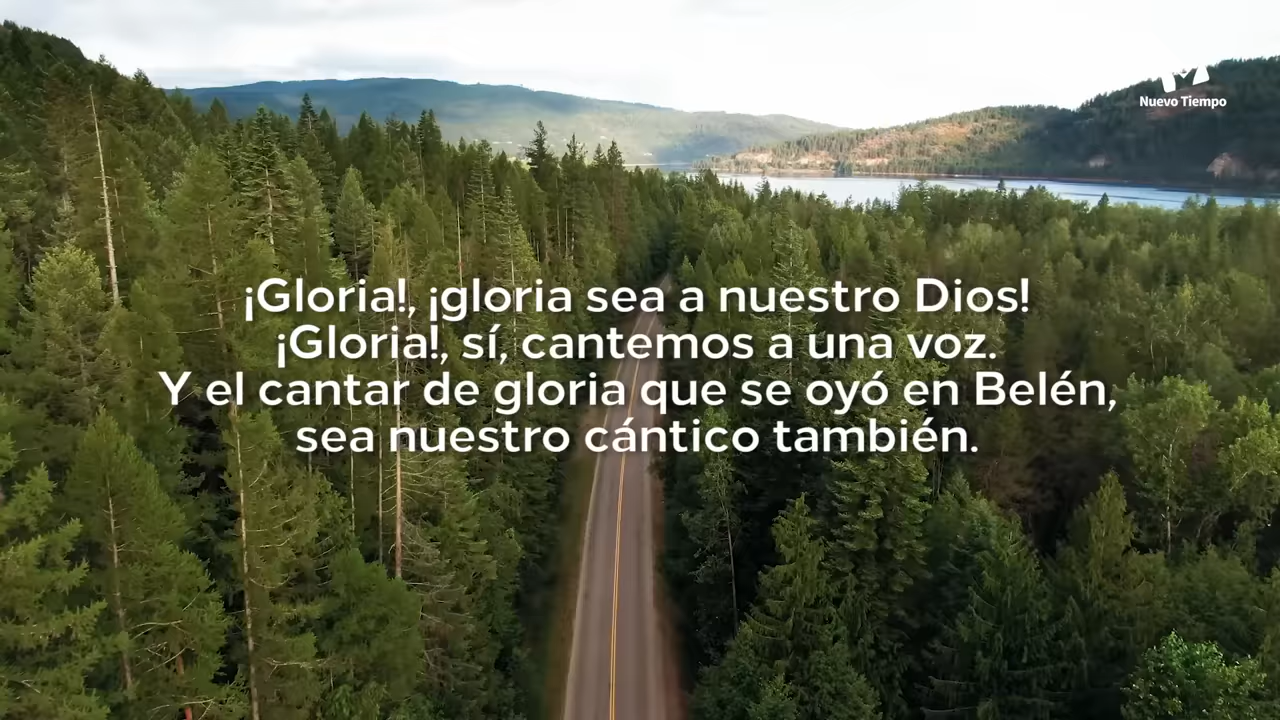 Nuevo Tiempo
¡Gloria!, ¡gloria sea a nuestro Dios!
¡Gloria!, sí, cantemos a una voz.
Y el cantar de gloria que se oyó en Belén,
sea nuestro cántico también.